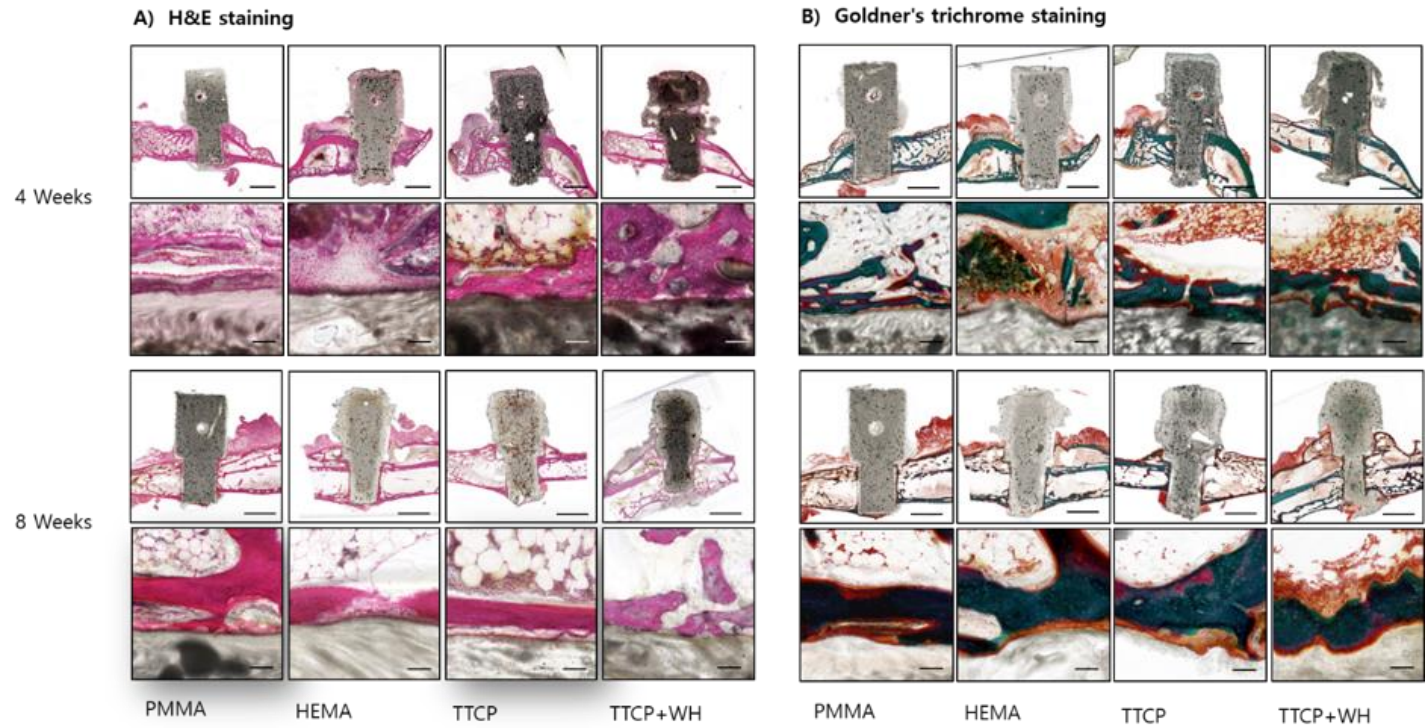 A) H&E staining
B) Goldner's trichrome staining
4 Weeks
8 Weeks
PMMA HEMA TTCP TTCP+WH PMMA HEMA TTCP TTCP+WH